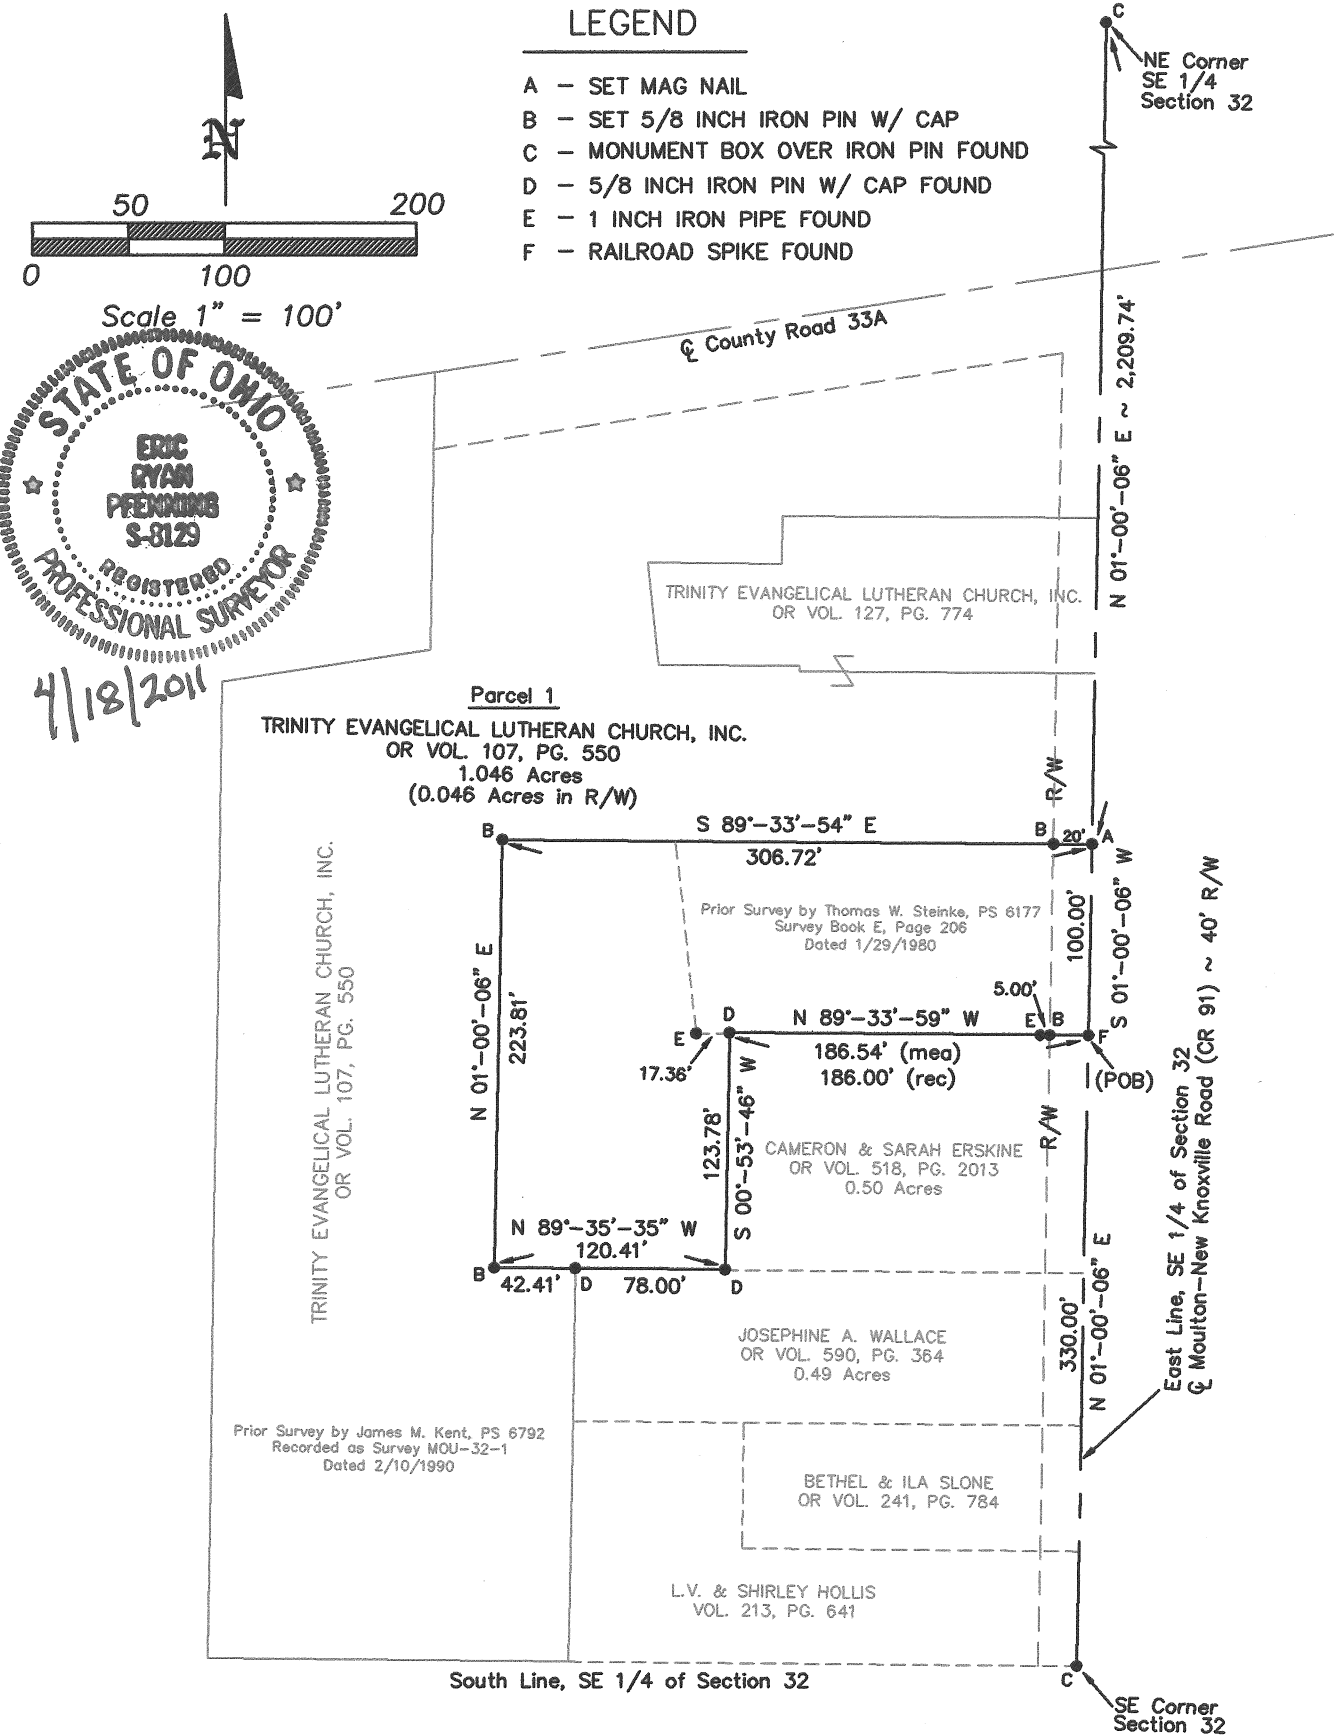 LEGEND
A – SET MAG NAIL
B – SET 5/8 INCH IRON PIN W/ CAP
C – MONUMENT BOX OVER IRON PIN FOUND
D – 5/8 INCH IRON PIN W/ CAP FOUND
E – 1 INCH IRON PIPE FOUND
F – RAILROAD SPIKE FOUND
C
NE Corner
SE 1/4
Section 32
N
50 200
0 100
Scale 1" = 100'
STATE OF OHIO
ERIC
RYAN
PFENNING
S-8129
REGISTERED
PROFESSIONAL SURVEYOR
4/18/2011
℄ County Road 33A
N 01°–00'–06" E ~ 2,209.74'
TRINITY EVANGELICAL LUTHERAN CHURCH, INC.
OR VOL. 127, PG. 774
Parcel 1
TRINITY EVANGELICAL LUTHERAN CHURCH, INC.
OR VOL. 107, PG. 550
1.046 Acres
(0.046 Acres in R/W)
R/W
B
S 89°–33'–54" E
306.72'
B
20'
A
TRINITY EVANGELICAL LUTHERAN CHURCH, INC.
OR VOL. 107, PG. 550
N 01°–00'–06" E
223.81'
Prior Survey by Thomas W. Steinke, PS 6177
Survey Book E, Page 206
Dated 1/29/1980
100.00'
S 01°–00'–06" W
5.00'
E
17.36'
D
N 89°–33'–59" W
186.54' (mea)
186.00' (rec)
E B
F
(POB)
123.78'
S 00°–53'–46" W
CAMERON & SARAH ERSKINE
OR VOL. 518, PG. 2013
0.50 Acres
R/W
East Line, SE 1/4 of Section 32
℄ Moulton–New Knoxville Road (CR 91) ~ 40' R/W
N 89°–35'–35" W
120.41'
B
42.41'
D
78.00'
D
330.00'
N 01°–00'–06" E
JOSEPHINE A. WALLACE
OR VOL. 590, PG. 364
0.49 Acres
Prior Survey by James M. Kent, PS 6792
Recorded as Survey MOU–32–1
Dated 2/10/1990
BETHEL & ILA SLONE
OR VOL. 241, PG. 784
L.V. & SHIRLEY HOLLIS
VOL. 213, PG. 641
South Line, SE 1/4 of Section 32
C
SE Corner
Section 32